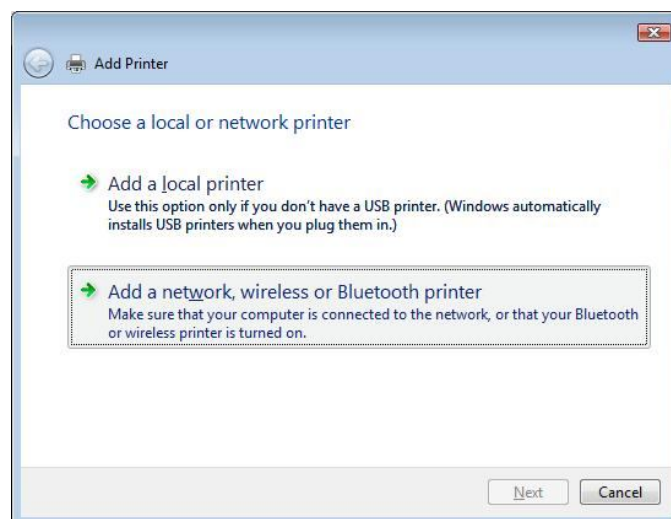 Add Printer
Choose a local or network printer
Add a local printer
Use this option only if you don't have a USB printer. (Windows automatically
installs USB printers when you plug them in.)
Add a network, wireless or Bluetooth printer
Make sure that your computer is connected to the network, or that your Bluetooth
or wireless printer is turned on.
Next Cancel